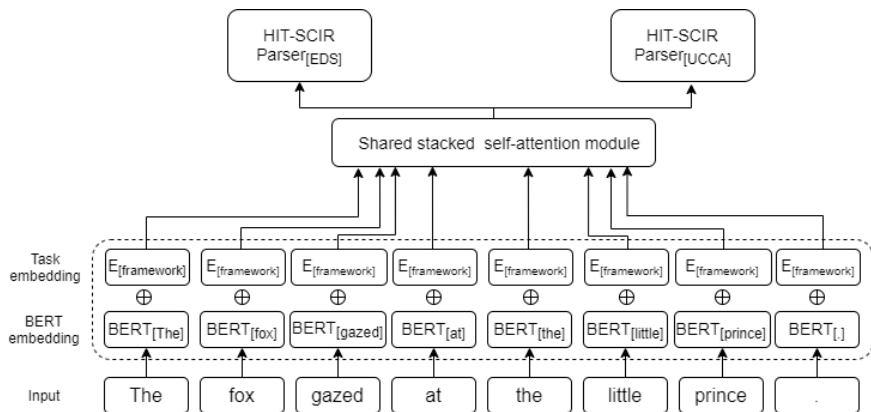 HIT-SCIR
Parser[EDS]
HIT-SCIR
Parser[UCCA]
Shared stacked self-attention module
Task
embedding
E[framework] E[framework] E[framework] E[framework] E[framework] E[framework] E[framework] E[framework]
⊕ ⊕ ⊕ ⊕ ⊕ ⊕ ⊕ ⊕
BERT
embedding
BERT[The] BERT[fox] BERT[gazed] BERT[at] BERT[the] BERT[little] BERT[prince] BERT[.]
Input The fox gazed at the little prince .